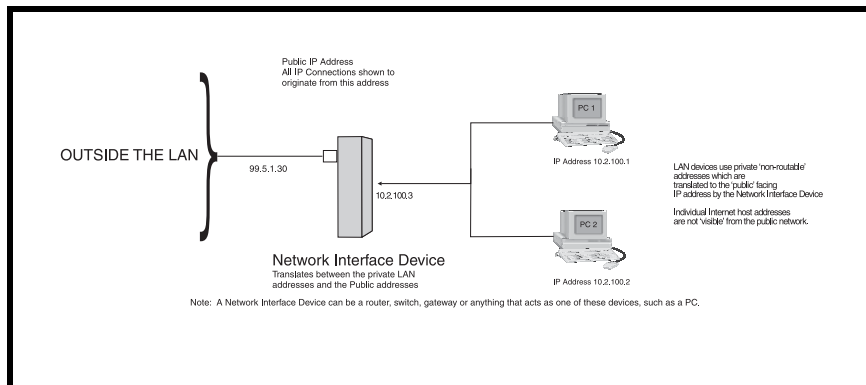 Public IP Address
All IP Connections shown to
originate from this address
OUTSIDE THE LAN
99.5.1.30
10.2.100.3
PC 1
IP Address 10.2.100.1
PC 2
IP Address 10.2.100.2
LAN devices use private 'non-routable'
addresses which are
translated to the 'public' facing
IP address by the Network Interface Device
Individual Internet host addresses
are not 'visible' from the public network.
Network Interface Device
Translates between the private LAN
addresses and the Public addresses
Note: A Network Interface Device can be a router, switch, gateway or anything that acts as one of these devices, such as a PC.